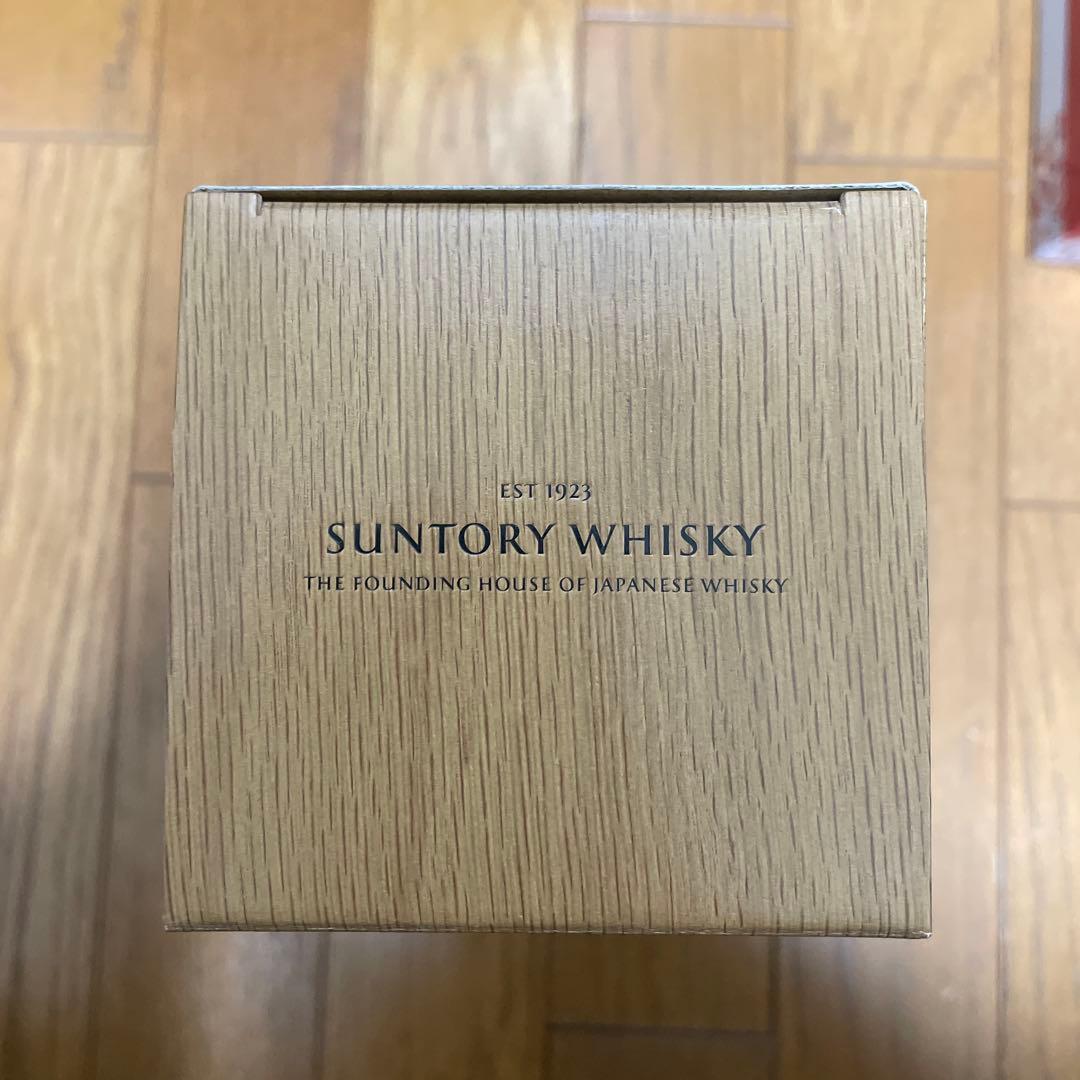 EST 1923
SUNTORY WHISKY
THE FOUNDING HOUSE OF JAPANESE WHISKY